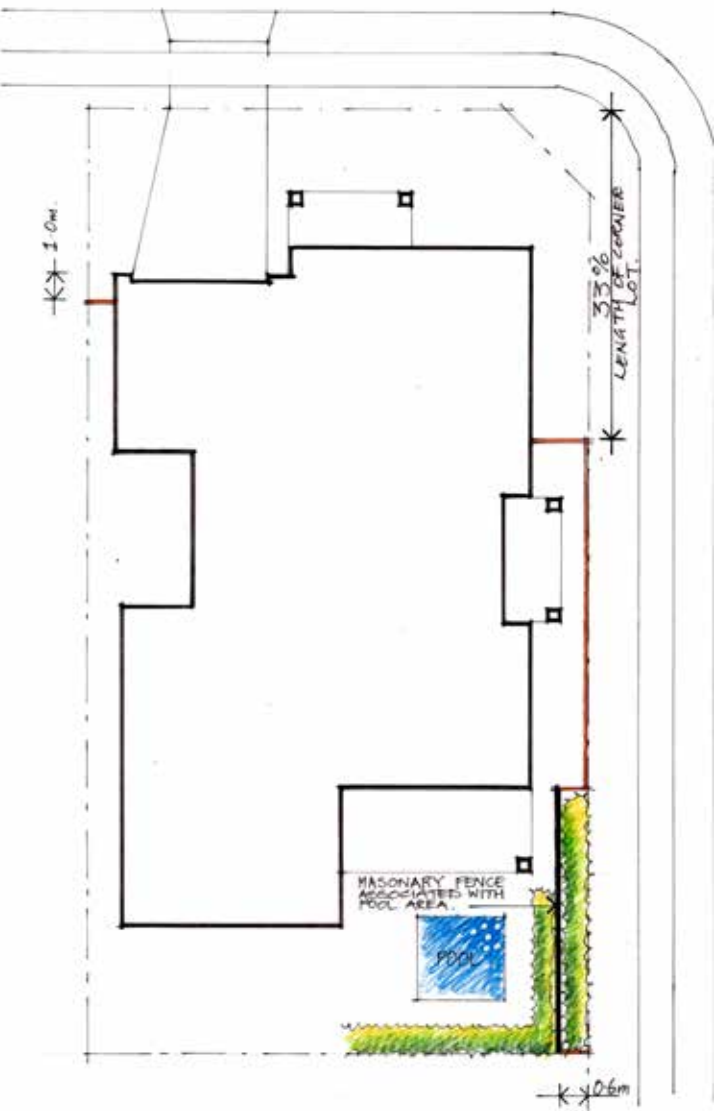 1.0m.
33%
LENGTH OF CORNER
LOT.
MASONARY FENCE
ASSOCIATED WITH
POOL AREA.
POOL
0.6m